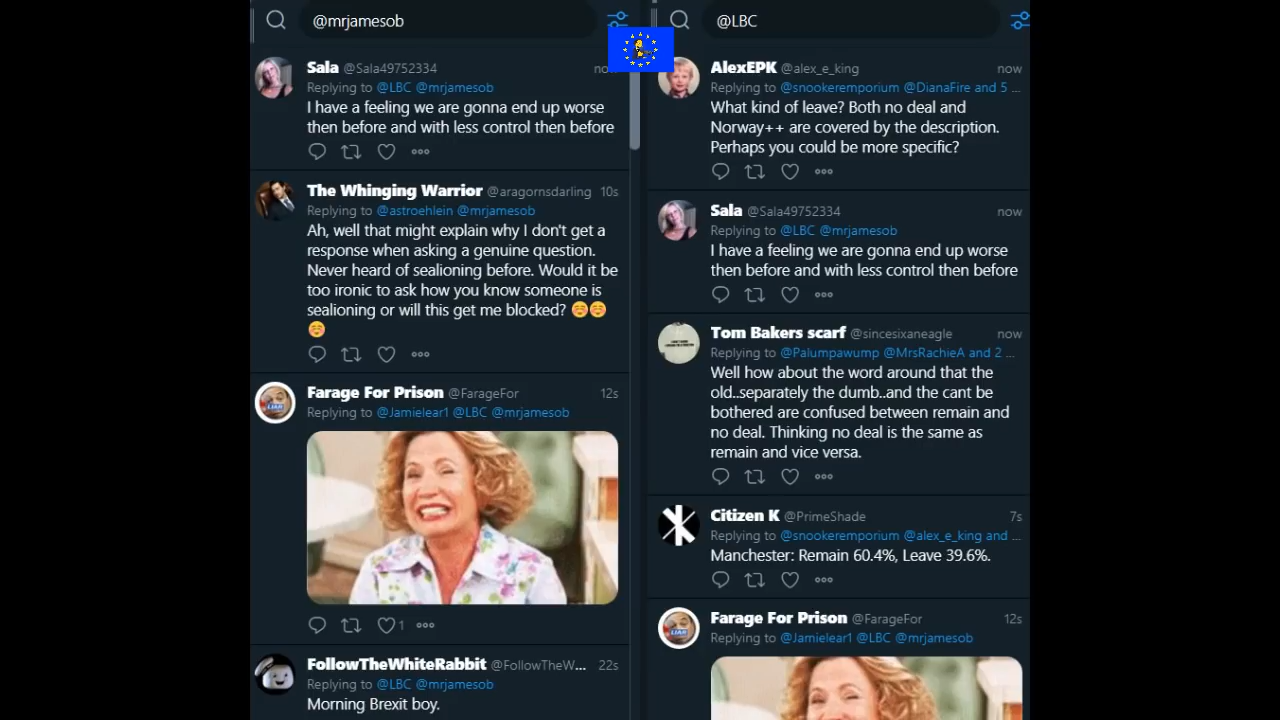 @mrjamesob
Sala @Sala49752334 now
Replying to @LBC @mrjamesob
I have a feeling we are gonna end up worse
then before and with less control then before
The Whinging Warrior @aragornsdarling 10s
Replying to @astroehlein @mrjamesob
Ah, well that might explain why I don't get a
response when asking a genuine question.
Never heard of sealioning before. Would it be
too ironic to ask how you know someone is
sealioning or will this get me blocked? ☺️☺️
☺️
Farage For Prison @FarageFor 12s
Replying to @Jamielear1 @LBC @mrjamesob
1
FollowTheWhiteRabbit @FollowTheW... 22s
Replying to @LBC @mrjamesob
Morning Brexit boy.
@LBC
AlexEPK @alex_e_king now
Replying to @snookeremporium @DianaFire and 5 ...
What kind of leave? Both no deal and
Norway++ are covered by the description.
Perhaps you could be more specific?
Sala @Sala49752334 now
Replying to @LBC @mrjamesob
I have a feeling we are gonna end up worse
then before and with less control then before
Tom Bakers scarf @sincesixaneagle now
Replying to @Palumpawump @MrsRachieA and 2 ...
Well how about the word around that the
old..separately the dumb..and the cant be
bothered are confused between remain and
no deal. Thinking no deal is the same as
remain and vice versa.
Citizen K @PrimeShade 7s
Replying to @snookeremporium @alex_e_king and ...
Manchester: Remain 60.4%, Leave 39.6%.
Farage For Prison @FarageFor 12s
Replying to @Jamielear1 @LBC @mrjamesob